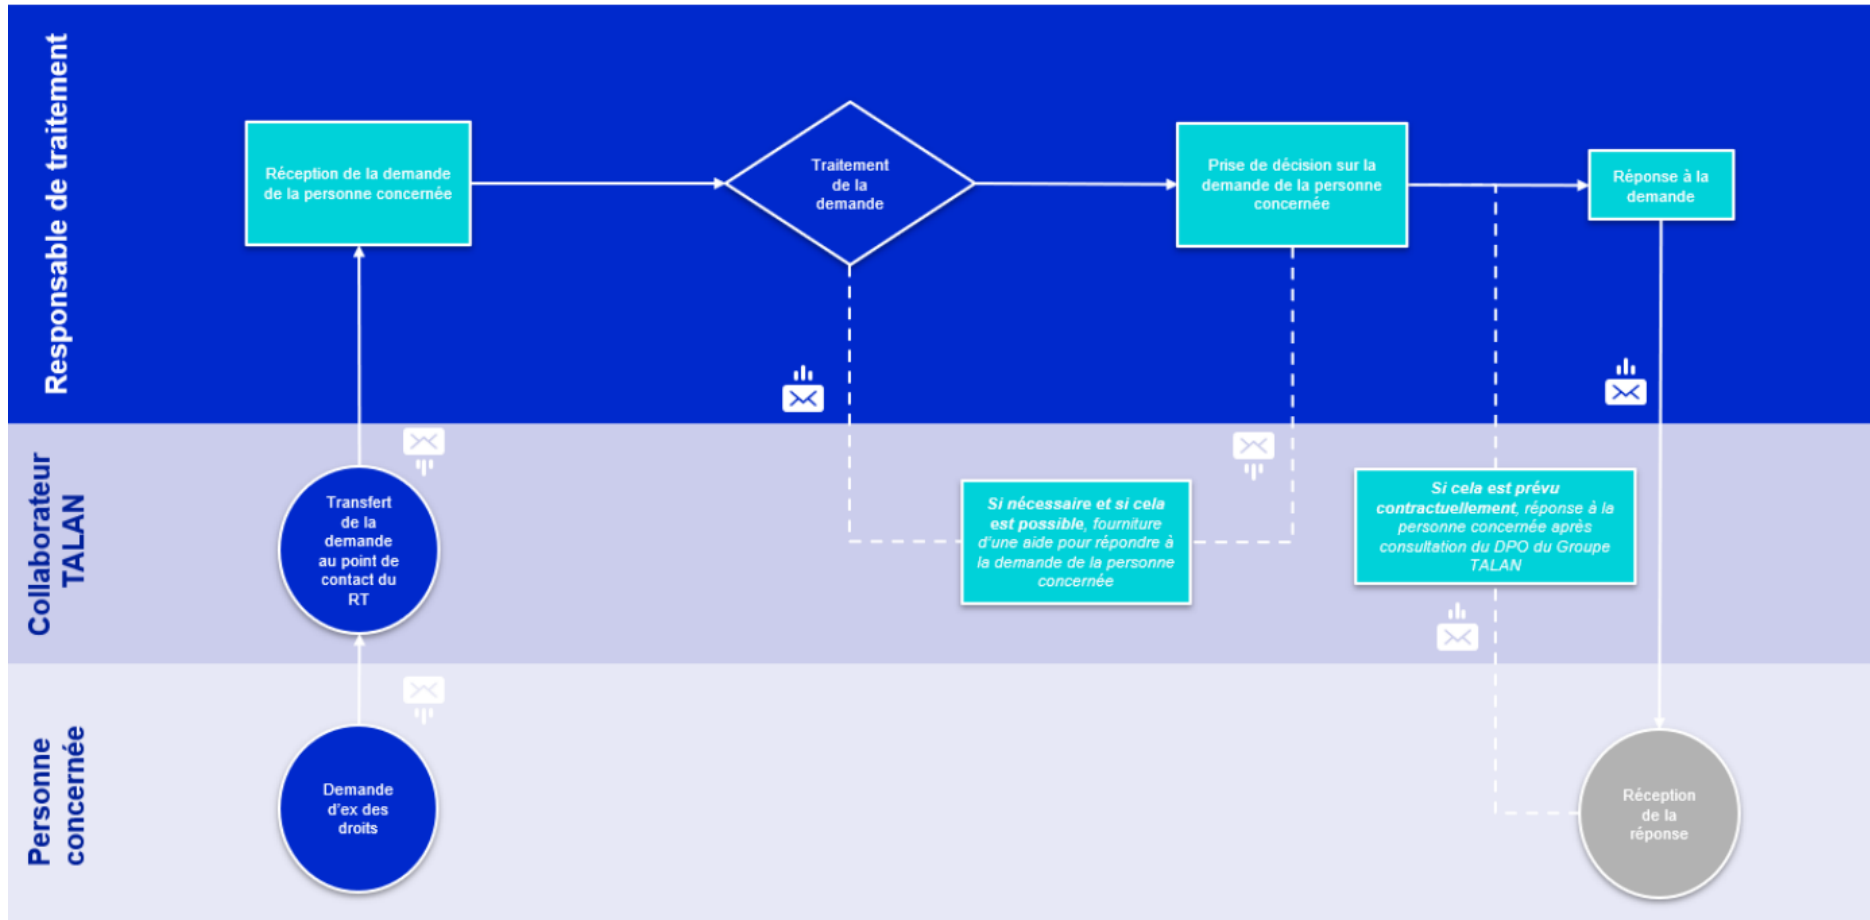 Responsable de traitement
Réception de la demande
de la personne concernée
Traitement
de la
demande
Prise de décision sur la
demande de la personne
concernée
Réponse à la
demande
Collaborateur
TALAN
Transfert
de la
demande
au point de
contact du
RT
Si nécessaire et si cela
est possible, fourniture
d'une aide pour répondre à
la demande de la personne
concernée
Si cela est prévu
contractuellement, réponse à la
personne concernée après
consultation du DPO du Groupe
TALAN
Personne
concernée
Demande
d'ex des
droits
Réception
de la
réponse